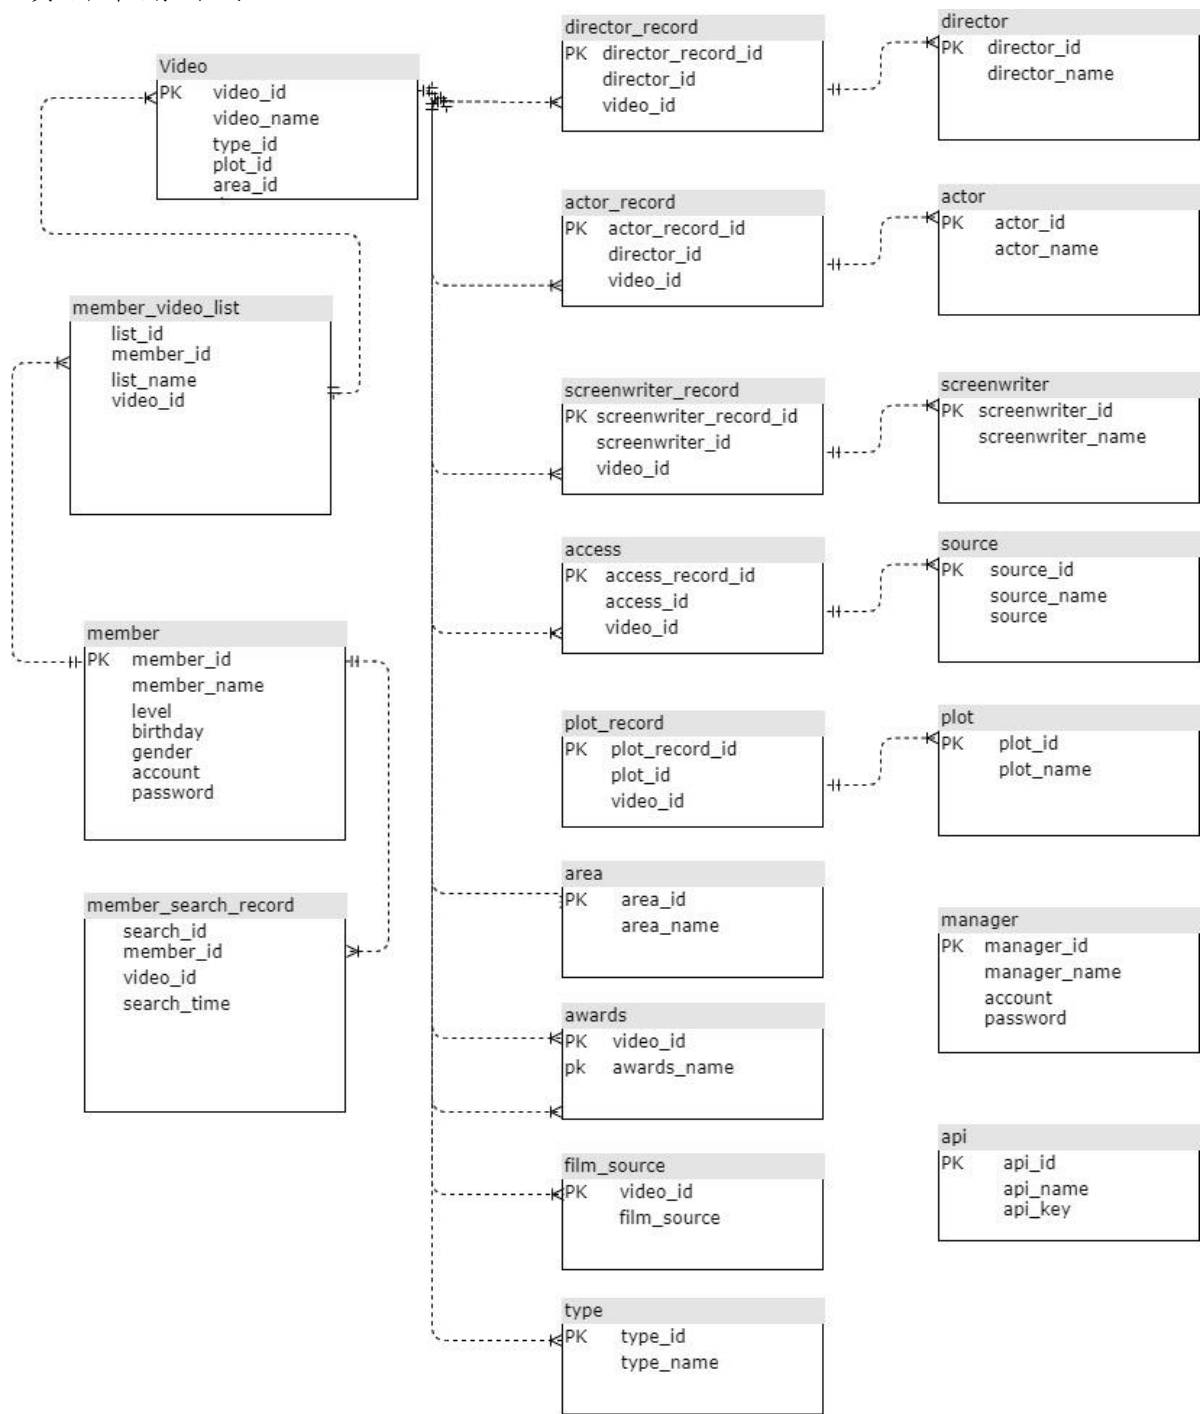 Video
PK video_id
video_name
type_id
plot_id
area_id
member_video_list
list_id
member_id
list_name
video_id
member
PK member_id
member_name
level
birthday
gender
account
password
member_search_record
search_id
member_id
video_id
search_time
director_record
PK director_record_id
director_id
video_id
actor_record
PK actor_record_id
director_id
video_id
screenwriter_record
PK screenwriter_record_id
screenwriter_id
video_id
access
PK access_record_id
access_id
video_id
plot_record
PK plot_record_id
plot_id
video_id
area
PK area_id
area_name
awards
PK video_id
pk awards_name
film_source
PK video_id
film_source
type
PK type_id
type_name
director
PK director_id
director_name
actor
PK actor_id
actor_name
screenwriter
PK screenwriter_id
screenwriter_name
source
PK source_id
source_name
source
plot
PK plot_id
plot_name
manager
PK manager_id
manager_name
account
password
api
PK api_id
api_name
api_key